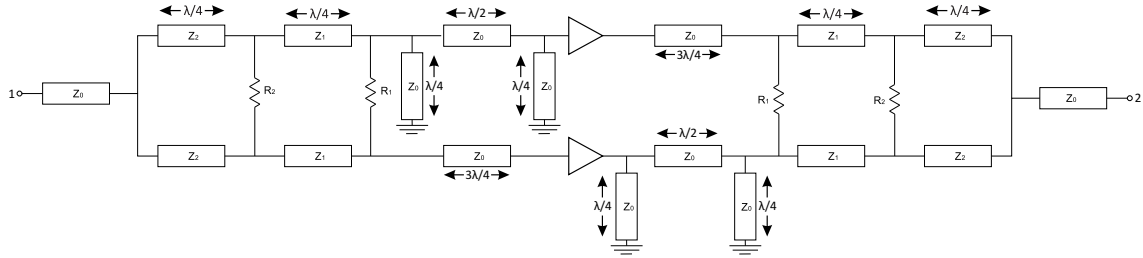 λ/4 λ/4 λ/2 λ/4 λ/4
Z₂ Z₁ Z₀ Z₀ Z₁ Z₂
3λ/4
Z₀ λ/4 λ/4 Z₀
1 Z₀ R₂ R₁ R₁ R₂ Z₀ 2
λ/2
Z₂ Z₁ Z₀ Z₀ Z₁ Z₂
3λ/4
λ/4 Z₀ Z₀ λ/4